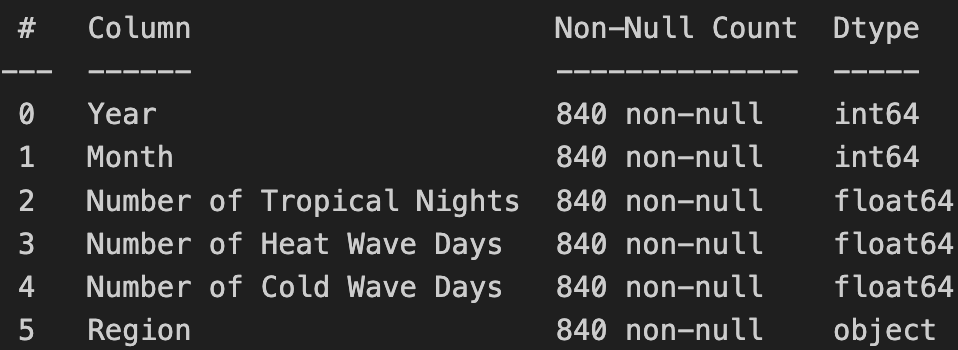 #   Column                     Non-Null Count  Dtype
---  ------                     --------------  -----
0   Year                       840 non-null    int64
1   Month                      840 non-null    int64
2   Number of Tropical Nights  840 non-null    float64
3   Number of Heat Wave Days   840 non-null    float64
4   Number of Cold Wave Days   840 non-null    float64
5   Region                     840 non-null    object